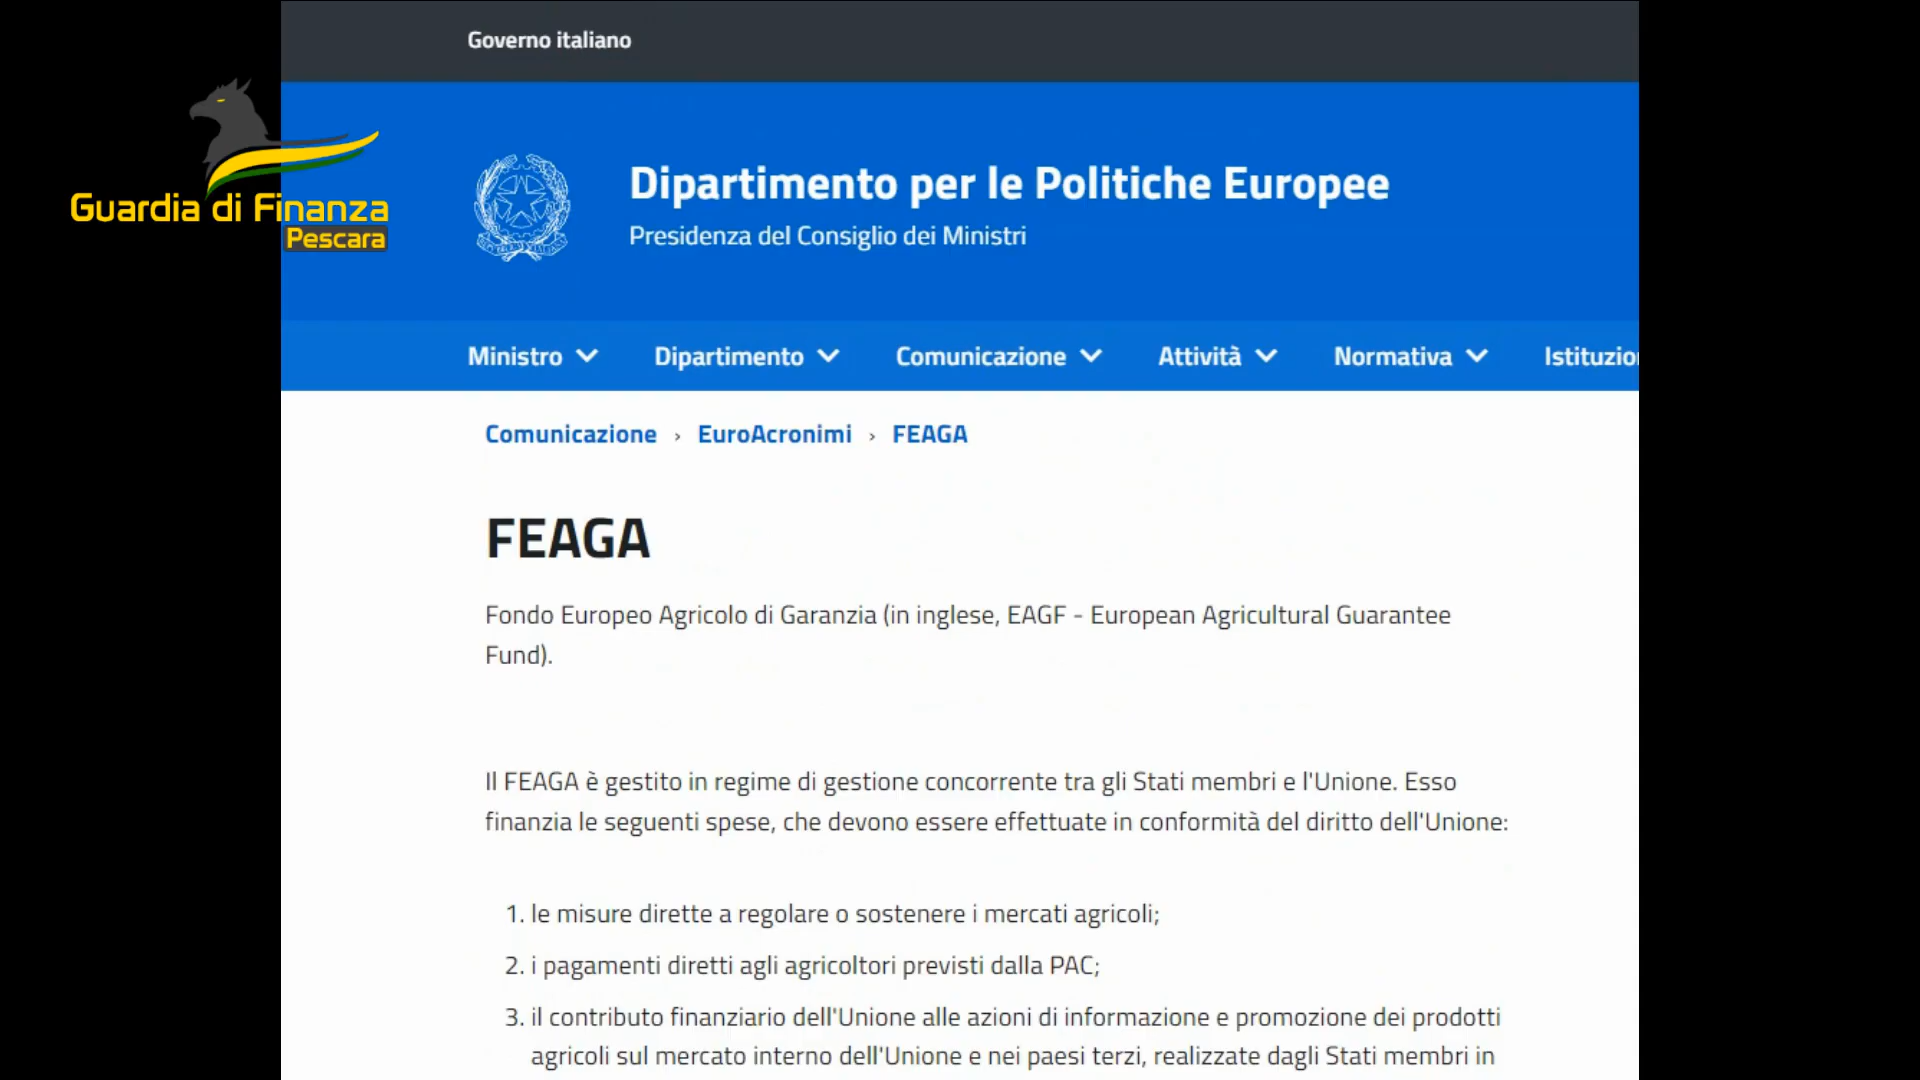 Governo italiano
Guardia di Finanza
Pescara
Dipartimento per le Politiche Europee
Presidenza del Consiglio dei Ministri
Ministro Dipartimento Comunicazione Attività Normativa Istituzio
Comunicazione › EuroAcronimi › FEAGA
FEAGA
Fondo Europeo Agricolo di Garanzia (in inglese, EAGF - European Agricultural Guarantee
Fund).
Il FEAGA è gestito in regime di gestione concorrente tra gli Stati membri e l'Unione. Esso
finanzia le seguenti spese, che devono essere effettuate in conformità del diritto dell'Unione:
1. le misure dirette a regolare o sostenere i mercati agricoli;
2. i pagamenti diretti agli agricoltori previsti dalla PAC;
3. il contributo finanziario dell'Unione alle azioni di informazione e promozione dei prodotti
agricoli sul mercato interno dell'Unione e nei paesi terzi, realizzate dagli Stati membri in